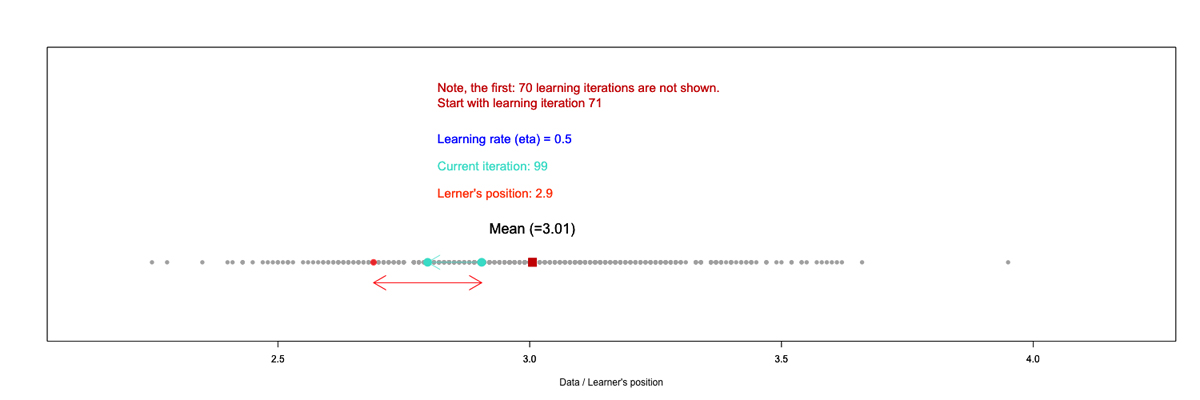 Note, the first: 70 learning iterations are not shown.
Start with learning iteration 71
Learning rate (eta) = 0.5
Current iteration: 99
Lerner's position: 2.9
Mean (=3.01)
2.5
3.0
3.5
4.0
Data / Learner's position